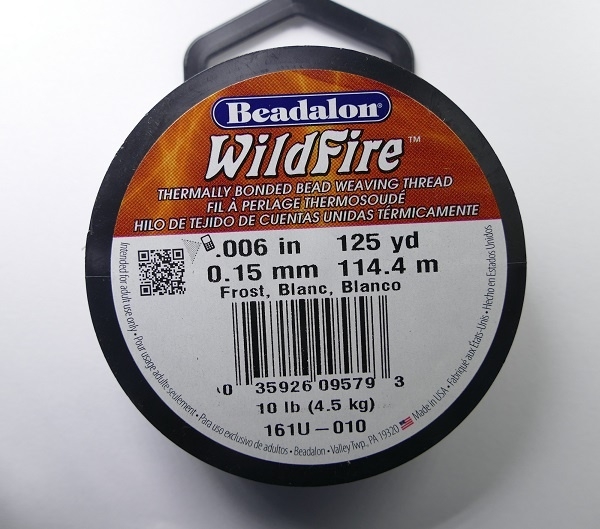 Beadalon®
WildFire™
THERMALLY BONDED BEAD WEAVING THREAD
FIL À PERLAGE THERMOSOUDÉ
HILO DE TEJIDO DE CUENTAS UNIDAS TÉRMICAMENTE
.006 in 125 yd
0.15 mm 114.4 m
Frost, Blanc, Blanco
0 35926 09579 3
10 lb (4.5 kg)
161U-010
Intended for adult use only • Pour usage adulte seulement • Para uso exclusivo de adultos • Beadalon • Valley Twp., PA 19320 Made in USA • Fabriqué aux États-Unis • Hecho en Estados Unidos